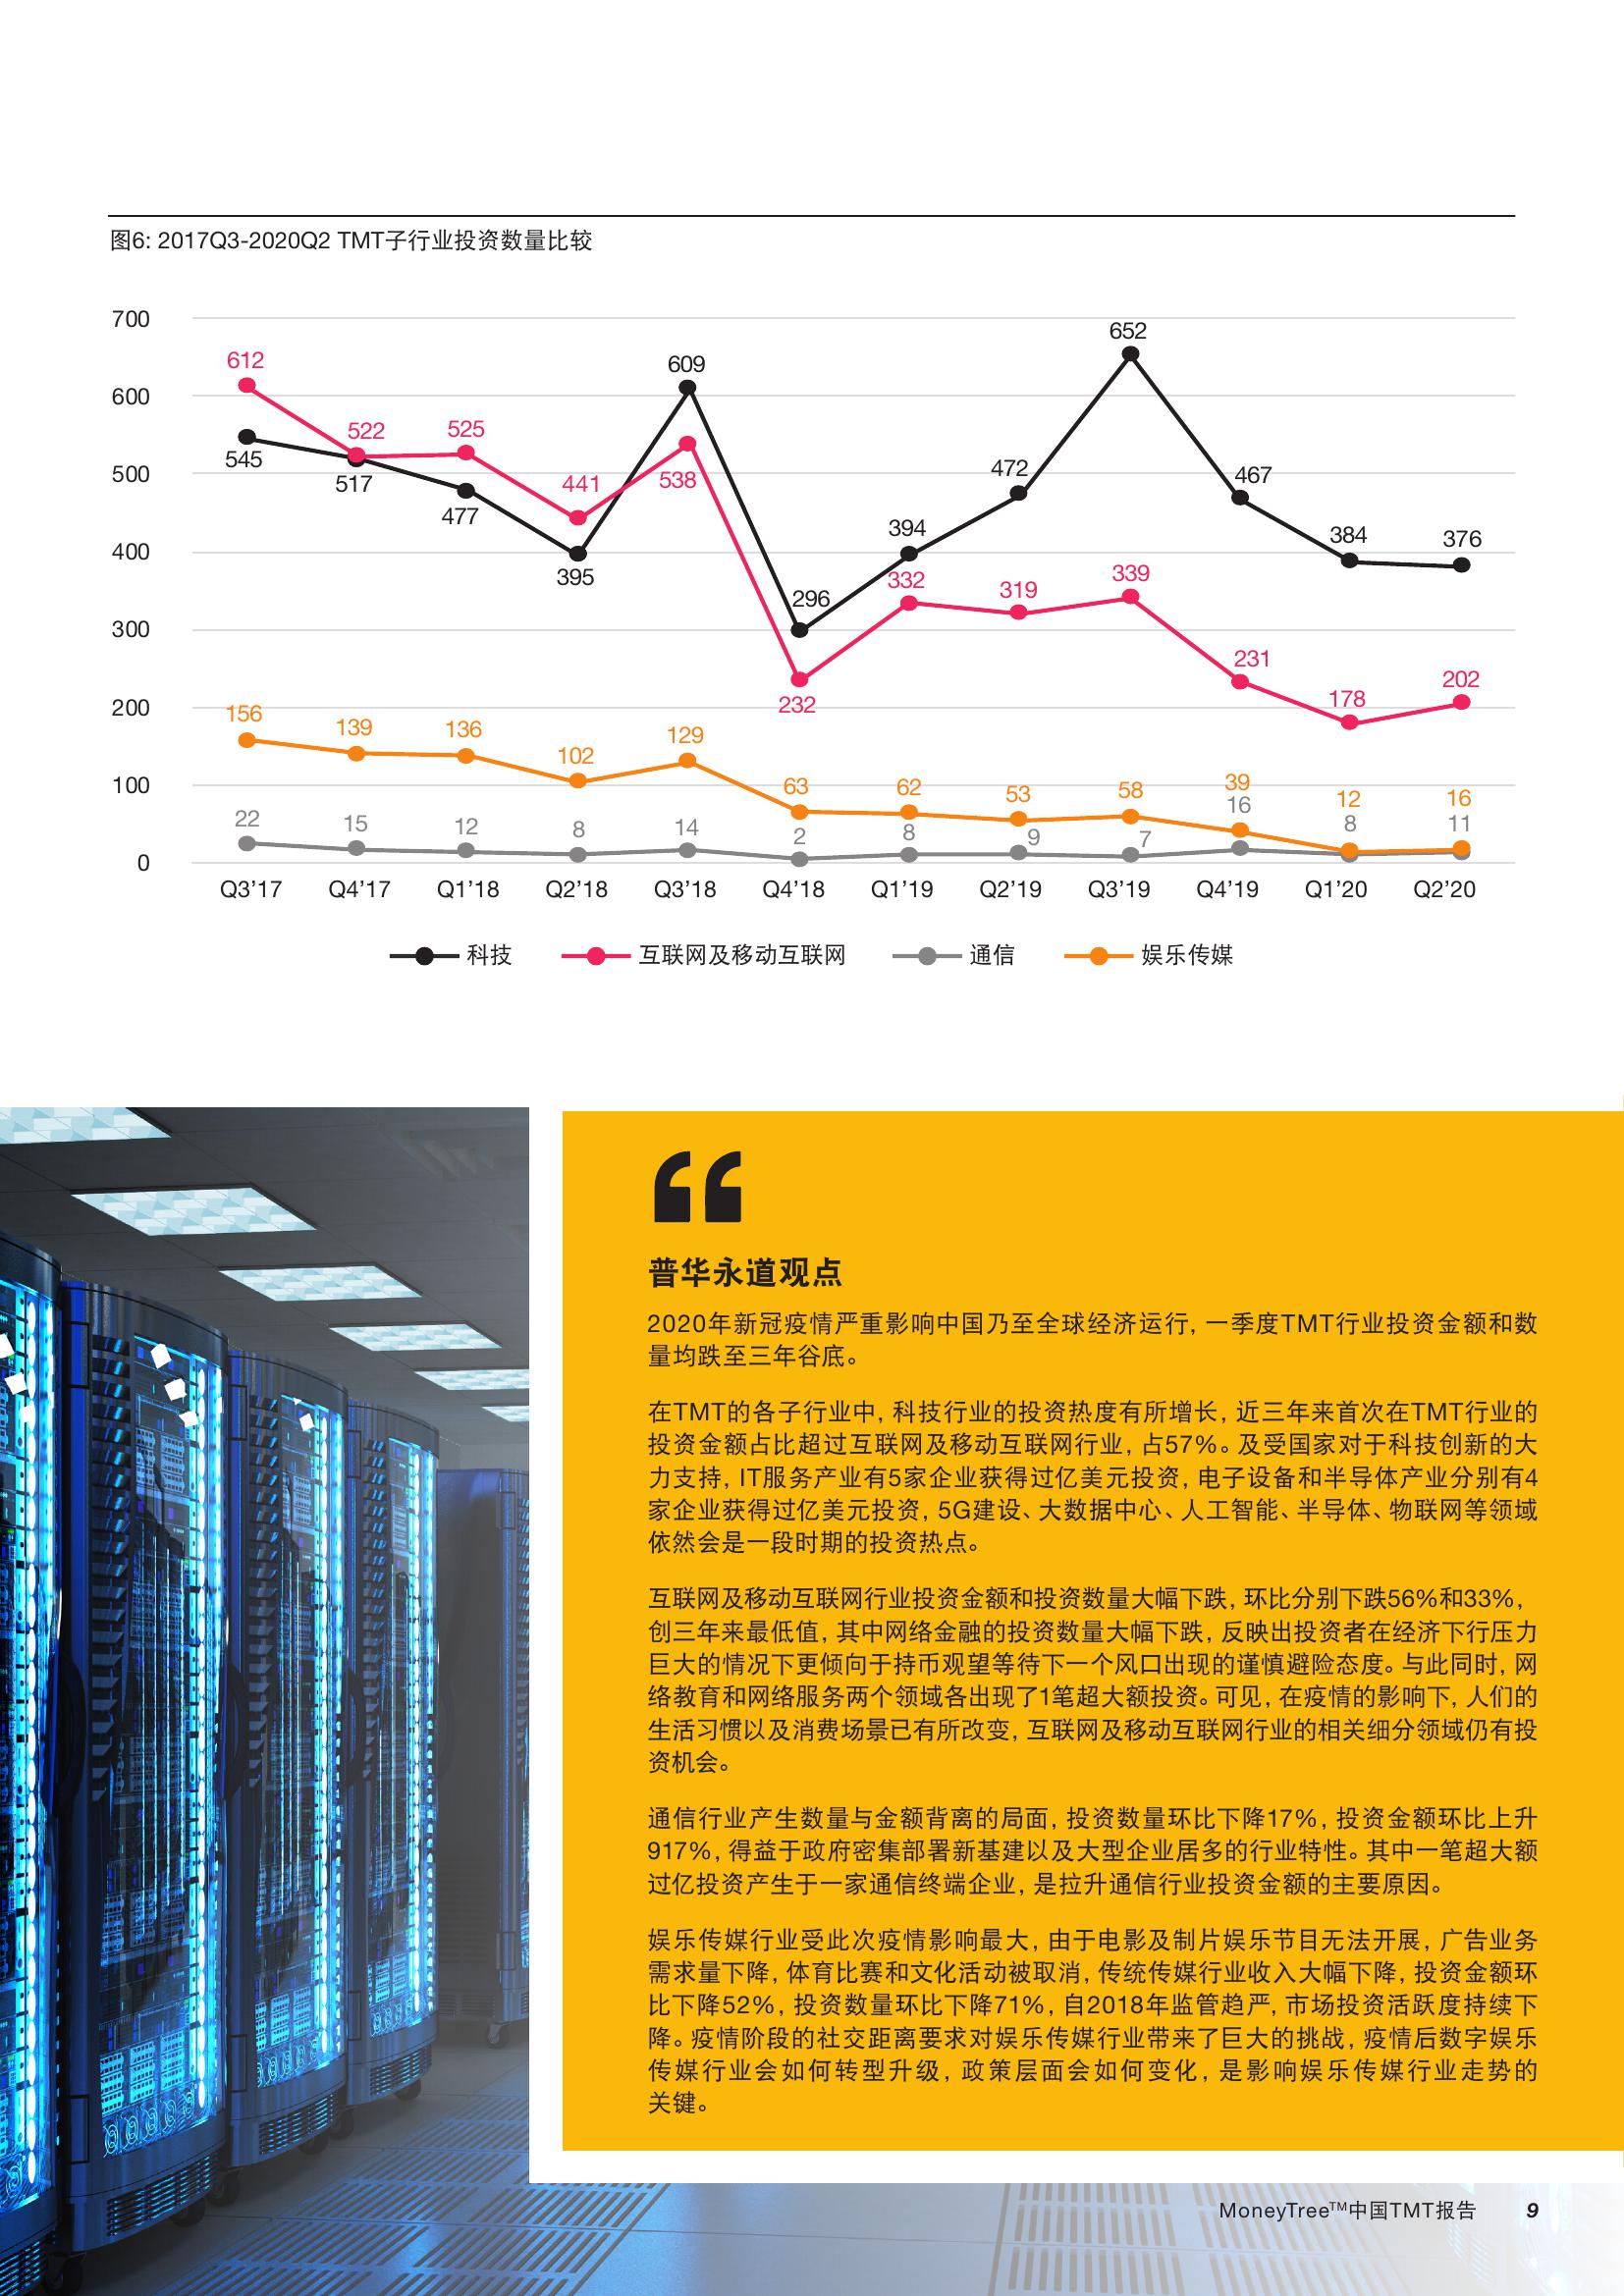 图6: 2017Q3-2020Q2 TMT子行业投资数量比较
700
600
500
400
300
200
100
0
612 522 525 441 538 232 332 319 339 231 178 202
545 517 477 395 609 296 394 472 652 467 384 376
156 139 136 102 129 63 62 53 58 39 12 16
22 15 12 8 14 2 8 9 7 16 8 11
Q3’17 Q4’17 Q1’18 Q2’18 Q3’18 Q4’18 Q1’19 Q2’19 Q3’19 Q4’19 Q1’20 Q2’20
科技 互联网及移动互联网 通信 娱乐传媒
“
普华永道观点
2020年新冠疫情严重影响中国乃至全球经济运行, 一季度TMT行业投资金额和数
量均跌至三年谷底。
在TMT的各子行业中, 科技行业的投资热度有所增长, 近三年来首次在TMT行业的
投资金额占比超过互联网及移动互联网行业, 占57%。及受国家对于科技创新的大
力支持, IT服务产业有5家企业获得过亿美元投资, 电子设备和半导体产业分别有4
家企业获得过亿美元投资, 5G建设、大数据中心、人工智能、半导体、物联网等领域
依然会是一段时期的投资热点。
互联网及移动互联网行业投资金额和投资数量大幅下跌, 环比分别下跌56%和33%,
创三年来最低值, 其中网络金融的投资数量大幅下跌, 反映出投资者在经济下行压力
巨大的情况下更倾向于持币观望等待下一个风口出现的谨慎避险态度。与此同时, 网
络教育和网络服务两个领域各出现了1笔超大额投资。可见, 在疫情的影响下, 人们的
生活习惯以及消费场景已有所改变, 互联网及移动互联网行业的相关细分领域仍有投
资机会。
通信行业产生数量与金额背离的局面, 投资数量环比下降17%, 投资金额环比上升
917%, 得益于政府密集部署新基建以及大型企业居多的行业特性。其中一笔超大额
过亿投资产生于一家通信终端企业, 是拉升通信行业投资金额的主要原因。
娱乐传媒行业受此次疫情影响最大, 由于电影及制片娱乐节目无法开展, 广告业务
需求量下降, 体育比赛和文化活动被取消, 传统传媒行业收入大幅下降, 投资金额环
比下降52%, 投资数量环比下降71%, 自2018年监管趋严, 市场投资活跃度持续下
降。疫情阶段的社交距离要求对娱乐传媒行业带来了巨大的挑战, 疫情后数字娱乐
传媒行业会如何转型升级, 政策层面会如何变化, 是影响娱乐传媒行业走势的
关键。
MoneyTree™中国TMT报告 9